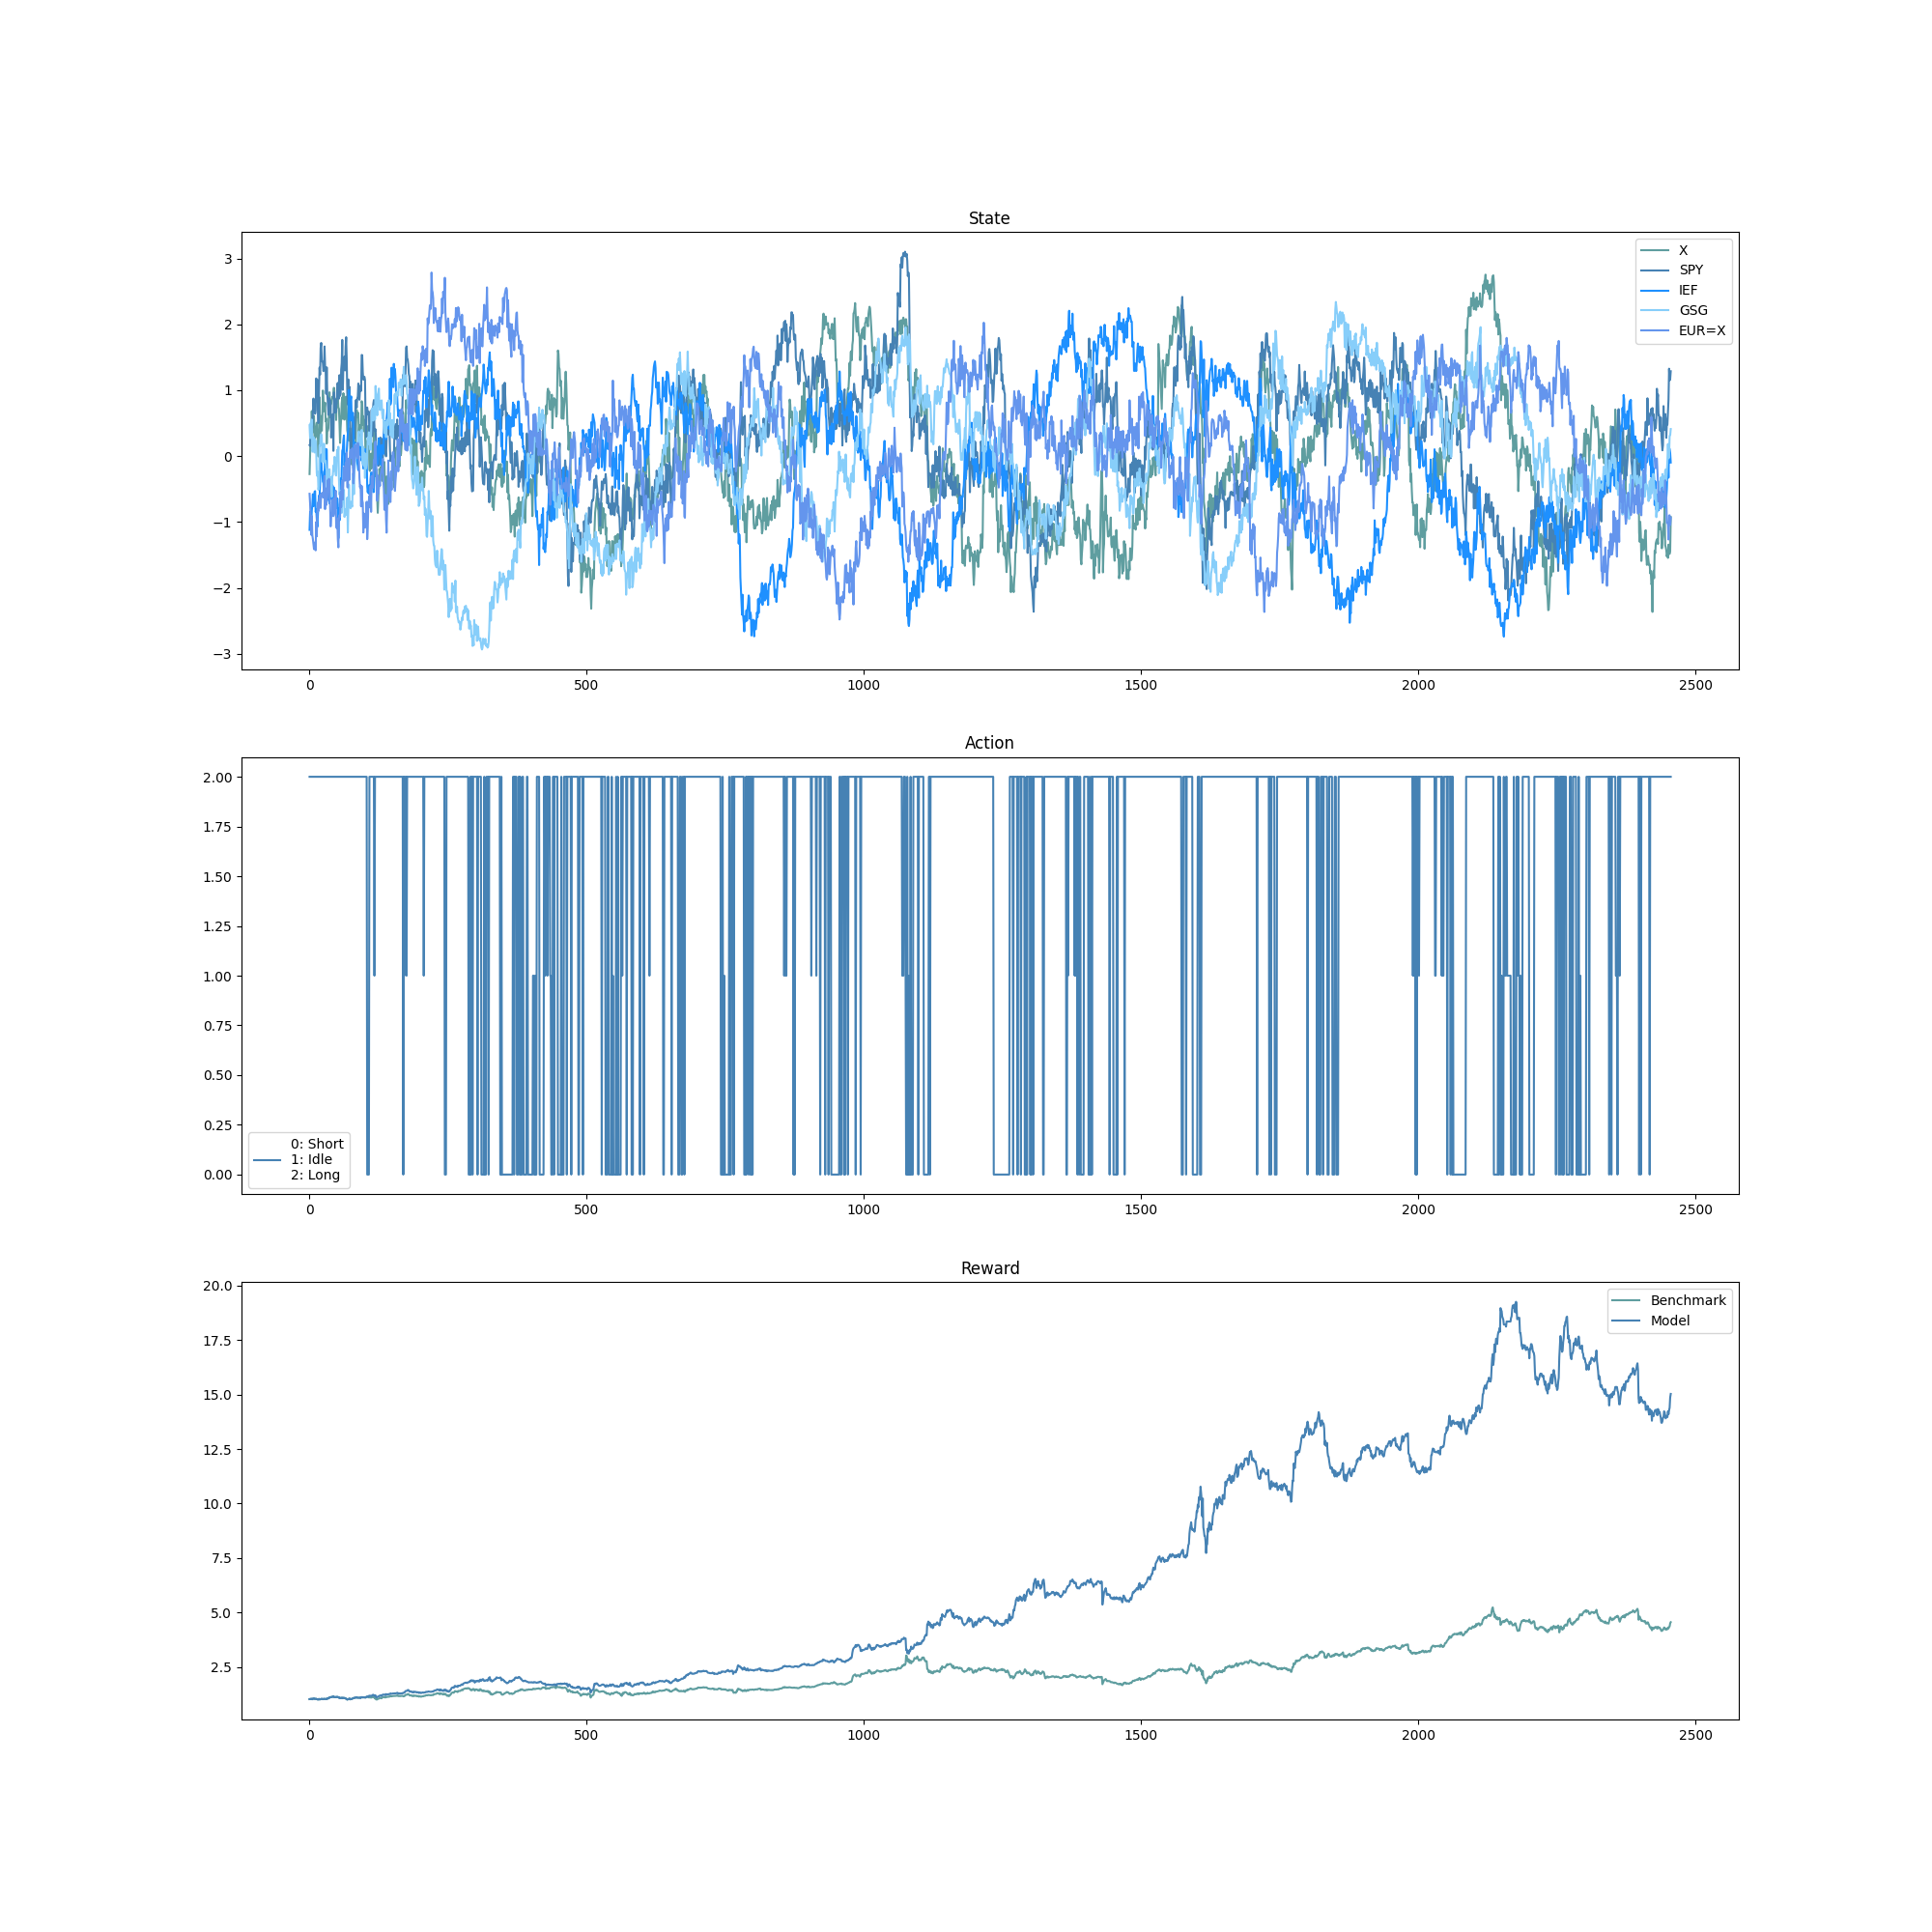 State
3
2
1
0
−1
−2
−3
X
SPY
IEF
GSG
EUR=X
0 500 1000 1500 2000 2500
Action
2.00
1.75
1.50
1.25
1.00
0.75
0.50
0.25
0.00
0: Short
1: Idle
2: Long
0 500 1000 1500 2000 2500
Reward
20.0
17.5
15.0
12.5
10.0
7.5
5.0
2.5
Benchmark
Model
0 500 1000 1500 2000 2500